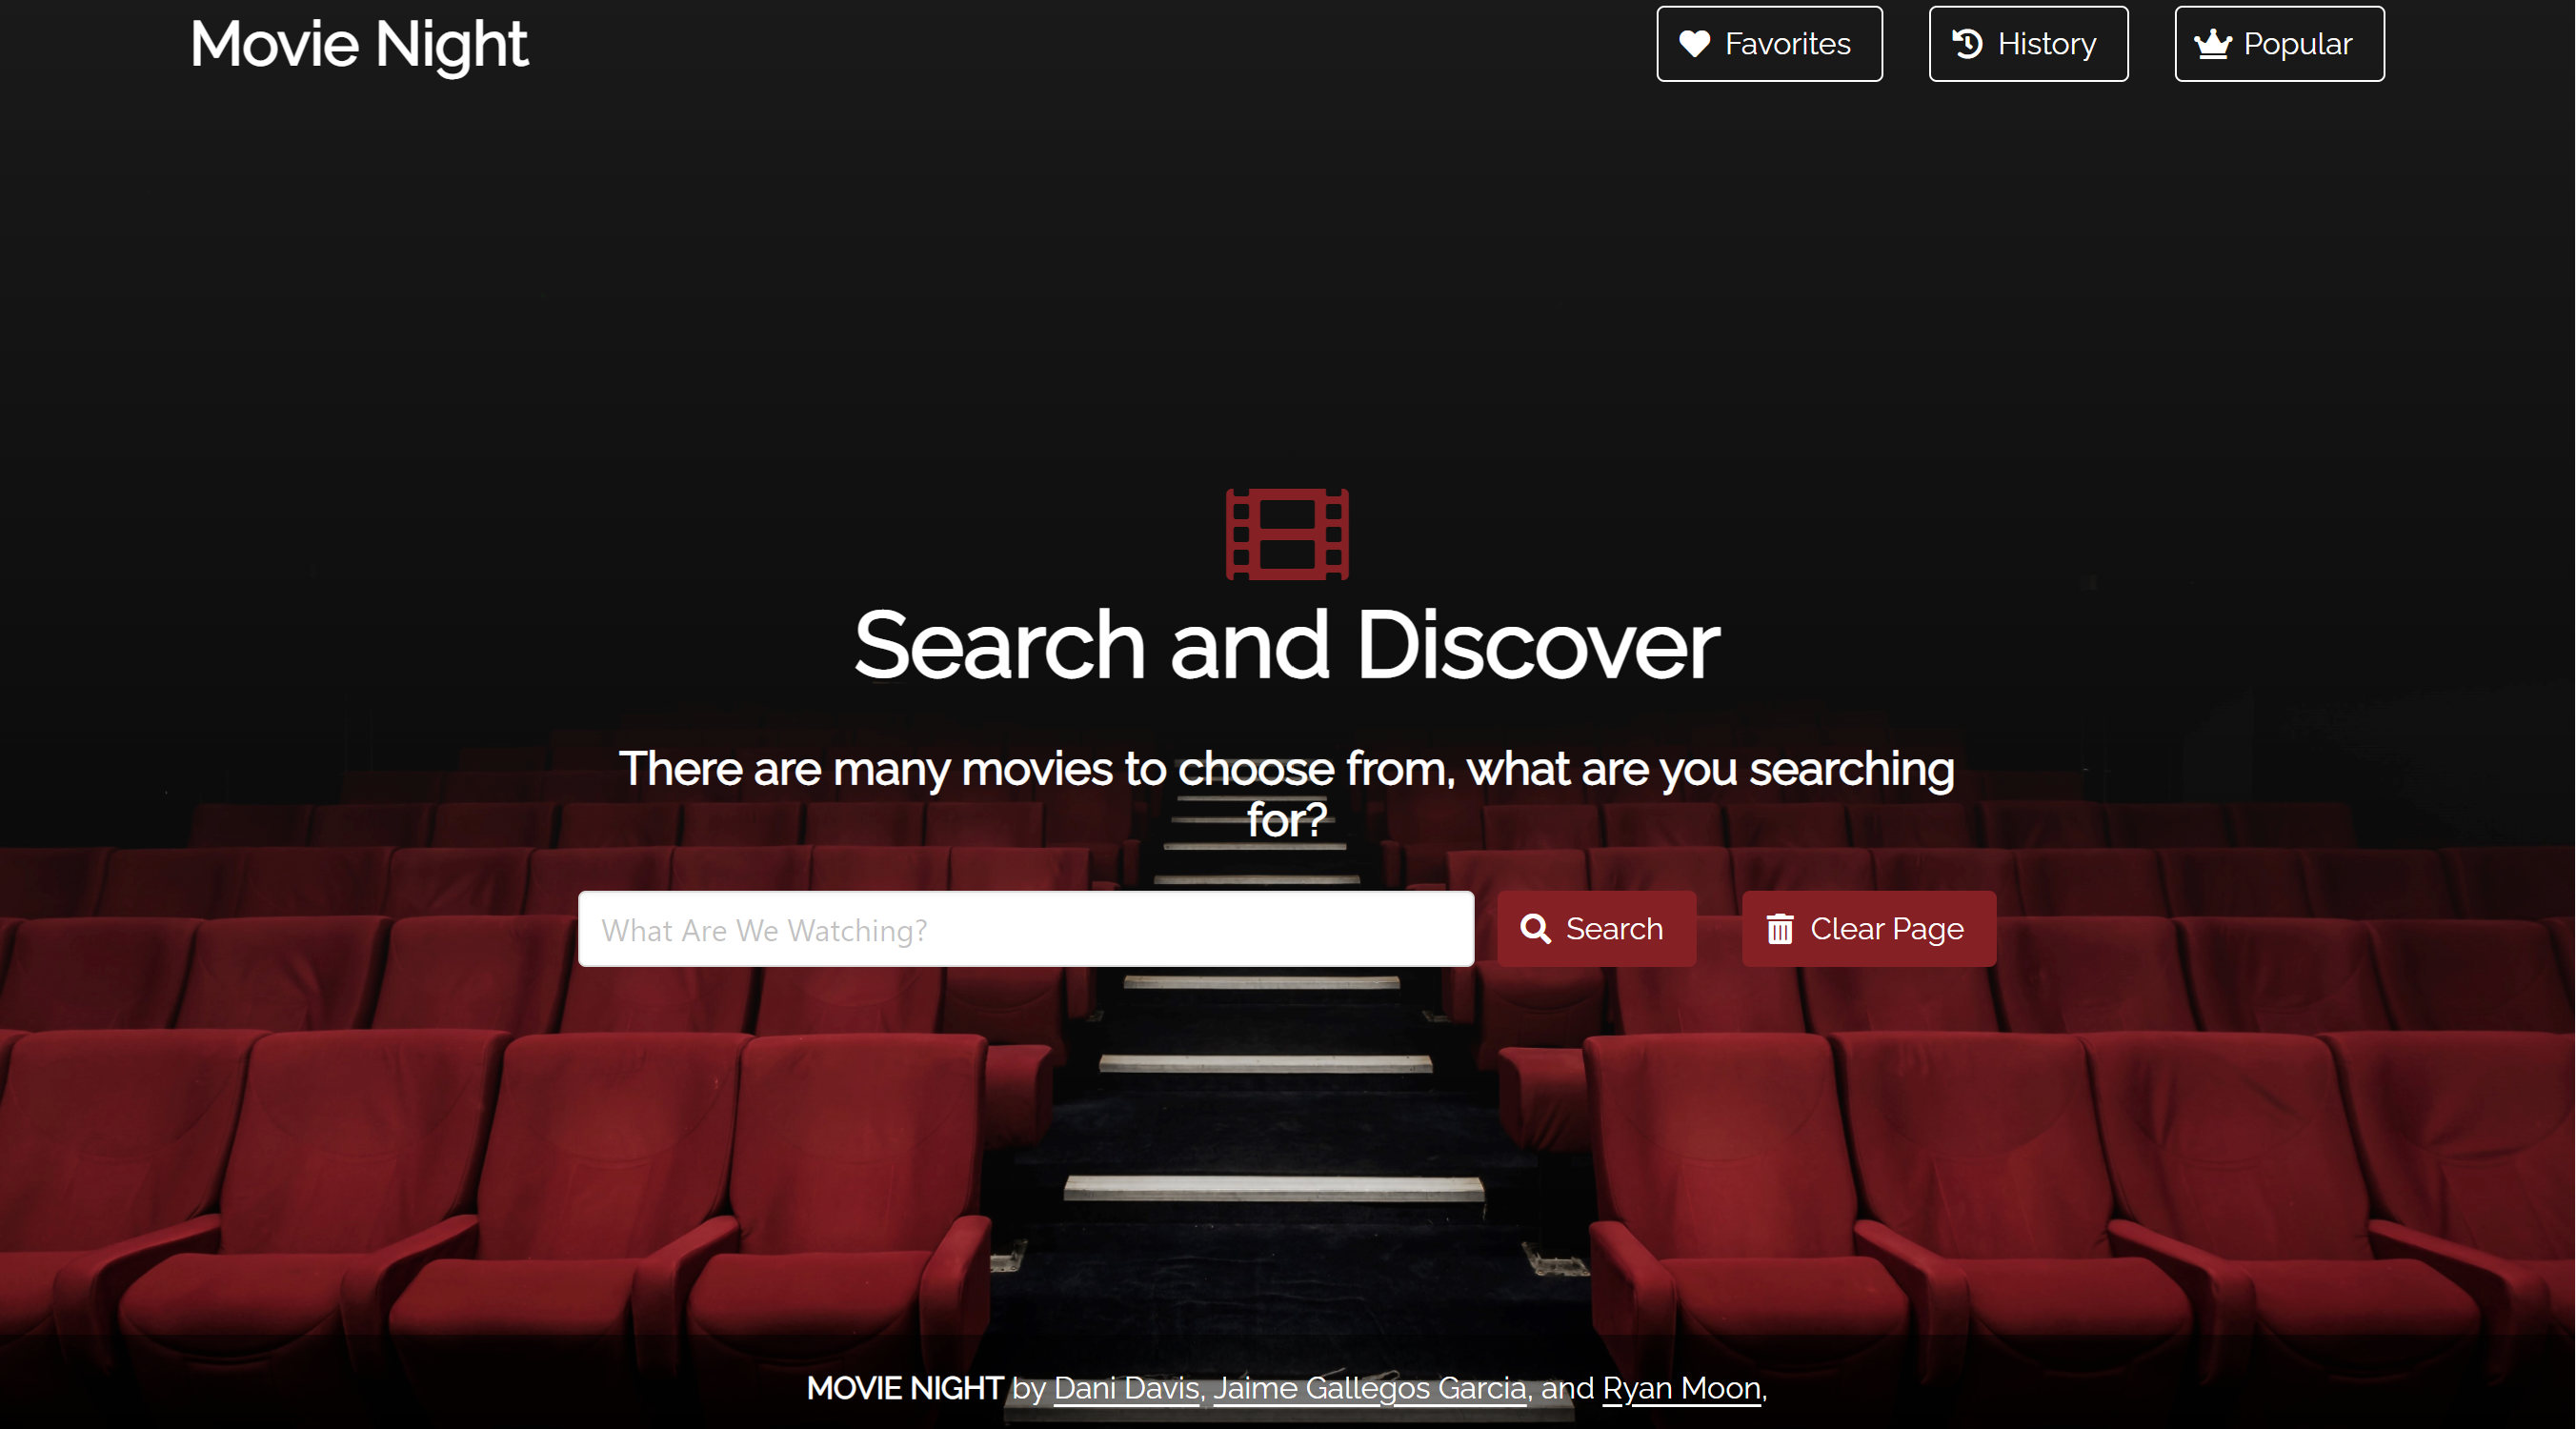 Movie Night
Favorites
History
Popular
Search and Discover
There are many movies to choose from, what are you searching
for?
What Are We Watching?
Search
Clear Page
MOVIE NIGHT by Dani Davis, Jaime Gallegos Garcia, and Ryan Moon,